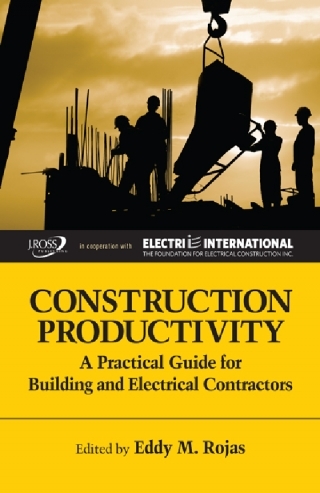 J.ROSS
PUBLISHING
in cooperation with
ELECTRI INTERNATIONAL
THE FOUNDATION FOR ELECTRICAL CONSTRUCTION INC.
CONSTRUCTION
PRODUCTIVITY
A Practical Guide for
Building and Electrical Contractors
Edited by Eddy M. Rojas